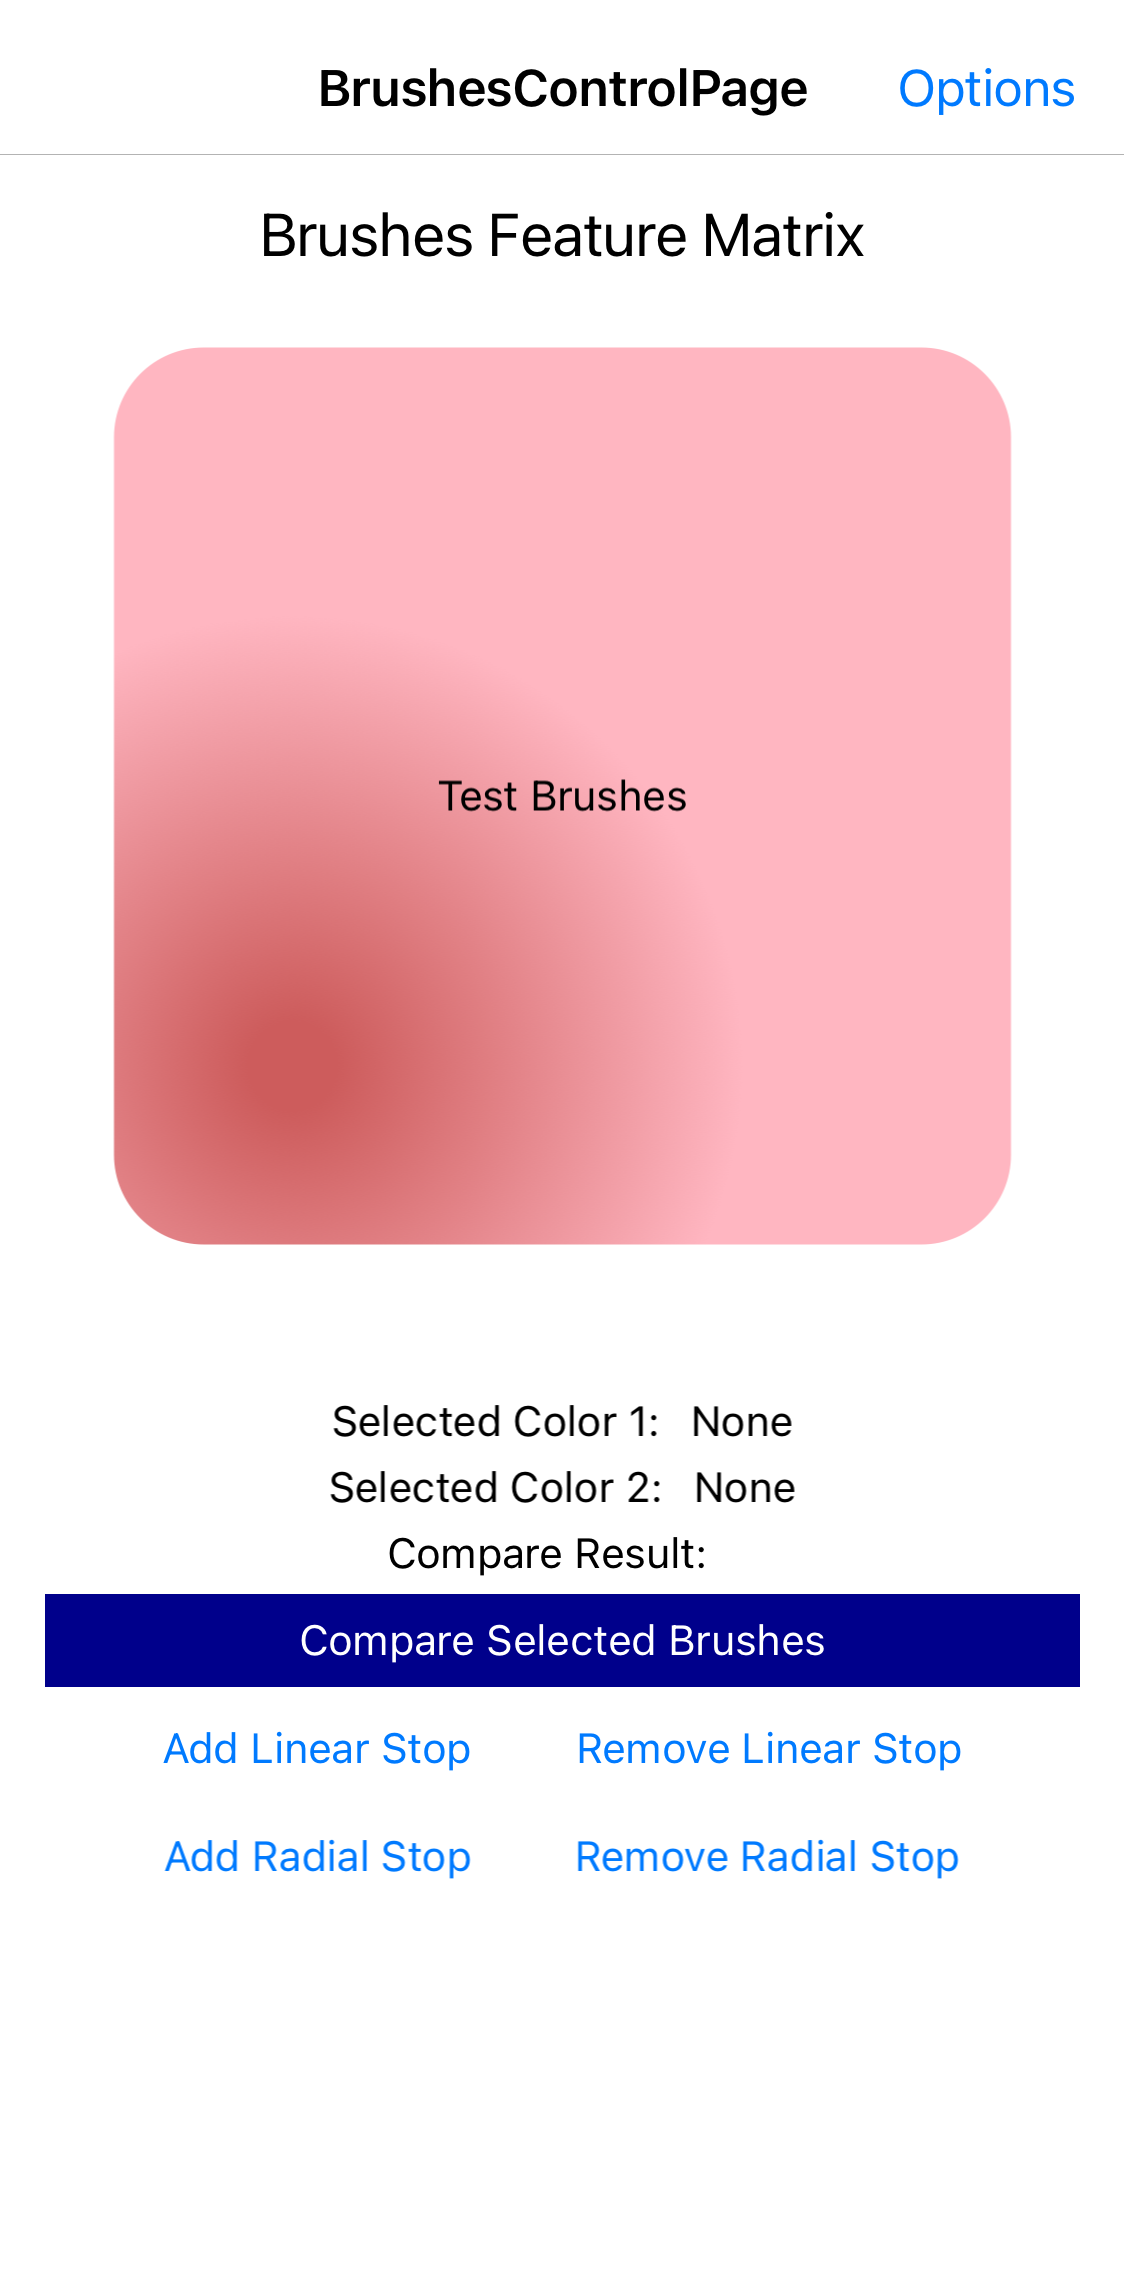 BrushesControlPage Options
Brushes Feature Matrix
Test Brushes
Selected Color 1: None
Selected Color 2: None
Compare Result:
Compare Selected Brushes
Add Linear Stop Remove Linear Stop
Add Radial Stop Remove Radial Stop